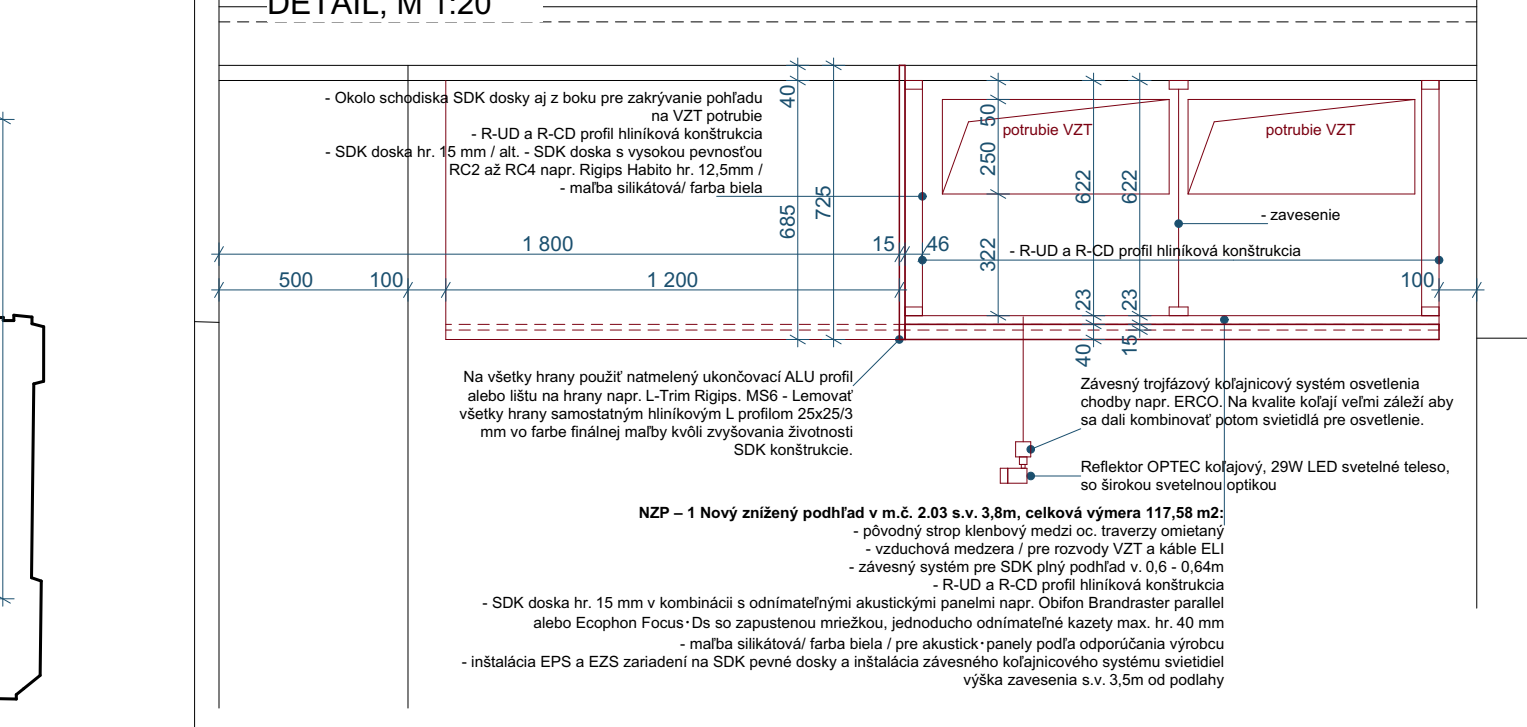 DETAIL, M 1:20
- Okolo schodiska SDK dosky aj z boku pre zakrývanie pohľadu
na VZT potrubie
- R-UD a R-CD profil hliníková konštrukcia
- SDK doska hr. 15 mm / alt. - SDK doska s vysokou pevnosťou
RC2 až RC4 napr. Rigips Habito hr. 12,5mm /
- maľba silikátová/ farba biela
40
685
725
50
250
322
622
622
23
23
40
15
potrubie VZT
potrubie VZT
- zavesenie
- R-UD a R-CD profil hliníková konštrukcia
1 800
15
46
500
100
1 200
100
Na všetky hrany použiť natmelený ukončovací ALU profil
alebo lištu na hrany napr. L-Trim Rigips. MS6 - Lemovať
všetky hrany samostatným hliníkovým L profilom 25x25/3
mm vo farbe finálnej maľby kvôli zvyšovania životnosti
SDK konštrukcie.
Závesný trojfázový koľajnicový systém osvetlenia
chodby napr. ERCO. Na kvalite koľají veľmi záleží aby
sa dali kombinovať potom svietidlá pre osvetlenie.
Reflektor OPTEC koľajový, 29W LED svetelné teleso,
so širokou svetelnou optikou
NZP – 1 Nový znížený podhľad v m.č. 2.03 s.v. 3,8m, celková výmera 117,58 m2:
- pôvodný strop klenbový medzi oc. traverzy omietaný
- vzduchová medzera / pre rozvody VZT a káble ELI
- závesný systém pre SDK plný podhľad v. 0,6 - 0,64m
- R-UD a R-CD profil hliníková konštrukcia
- SDK doska hr. 15 mm v kombinácii s odnímateľnými akustickými panelmi napr. Obifon Brandraster parallel
alebo Ecophon Focus·Ds so zapustenou mriežkou, jednoducho odnímateľné kazety max. hr. 40 mm
- maľba silikátová/ farba biela / pre akustick·panely podľa odporúčania výrobcu
- inštalácia EPS a EZS zariadení na SDK pevné dosky a inštalácia závesného koľajnicového systému svietidiel
výška zavesenia s.v. 3,5m od podlahy